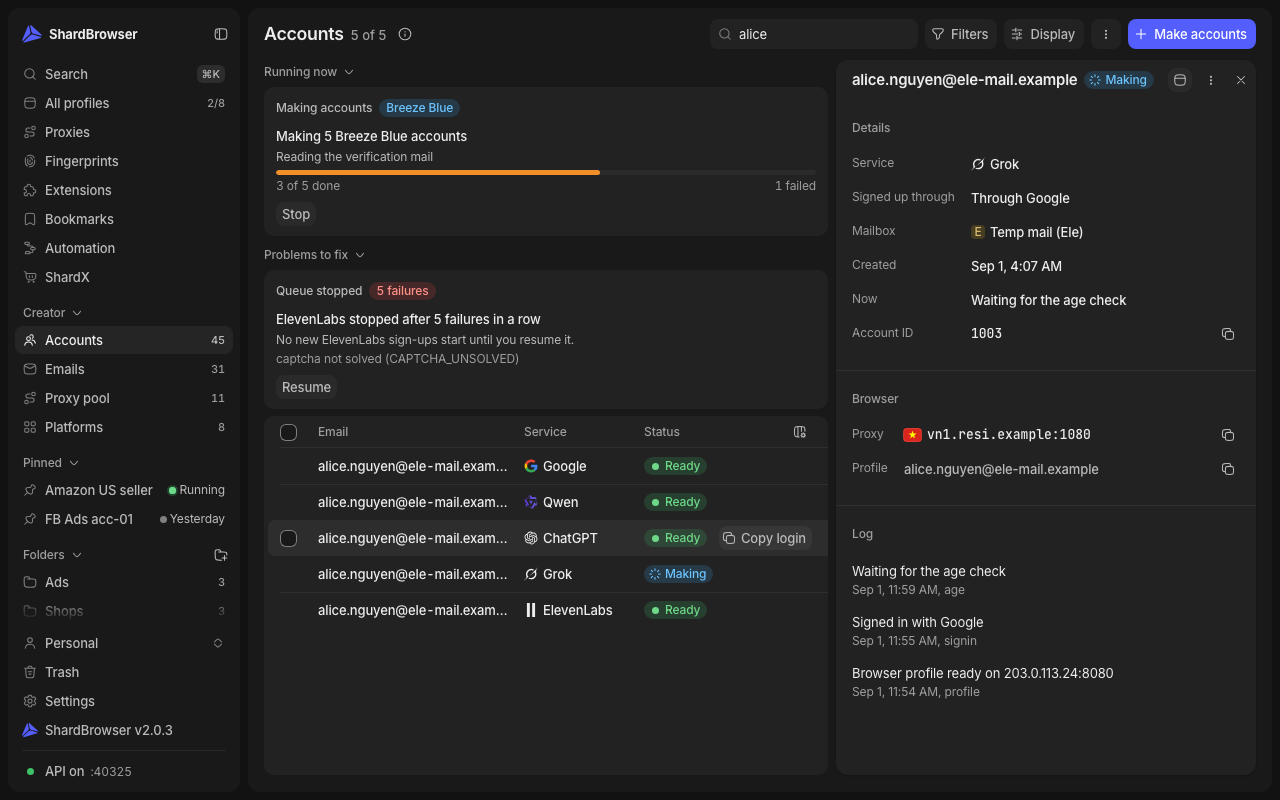 ShardBrowser
Search ⌘K
All profiles 2/8
Proxies
Fingerprints
Extensions
Bookmarks
Automation
ShardX
Creator
Accounts 45
Emails 31
Proxy pool 11
Platforms 8
Pinned
Amazon US seller Running
FB Ads acc-01 Yesterday
Folders
Ads 3
Shops 3
Personal
Trash
Settings
ShardBrowser v2.0.3
API on :40325
Accounts 5 of 5
alice
Filters
Display
Make accounts
Running now
Making accounts Breeze Blue
Making 5 Breeze Blue accounts
Reading the verification mail
3 of 5 done 1 failed
Stop
Problems to fix
Queue stopped 5 failures
ElevenLabs stopped after 5 failures in a row
No new ElevenLabs sign-ups start until you resume it.
captcha not solved (CAPTCHA_UNSOLVED)
Resume
Email Service Status
alice.nguyen@ele-mail.exam... Google Ready
alice.nguyen@ele-mail.exam... Qwen Ready
alice.nguyen@ele-mail.exam... ChatGPT Ready Copy login
alice.nguyen@ele-mail.exam... Grok Making
alice.nguyen@ele-mail.exam... ElevenLabs Ready
alice.nguyen@ele-mail.example Making
Details
Service Grok
Signed up through Through Google
Mailbox E Temp mail (Ele)
Created Sep 1, 4:07 AM
Now Waiting for the age check
Account ID 1003
Browser
Proxy vn1.resi.example:1080
Profile alice.nguyen@ele-mail.example
Log
Waiting for the age check
Sep 1, 11:59 AM, age
Signed in with Google
Sep 1, 11:55 AM, signin
Browser profile ready on 203.0.113.24:8080
Sep 1, 11:54 AM, profile